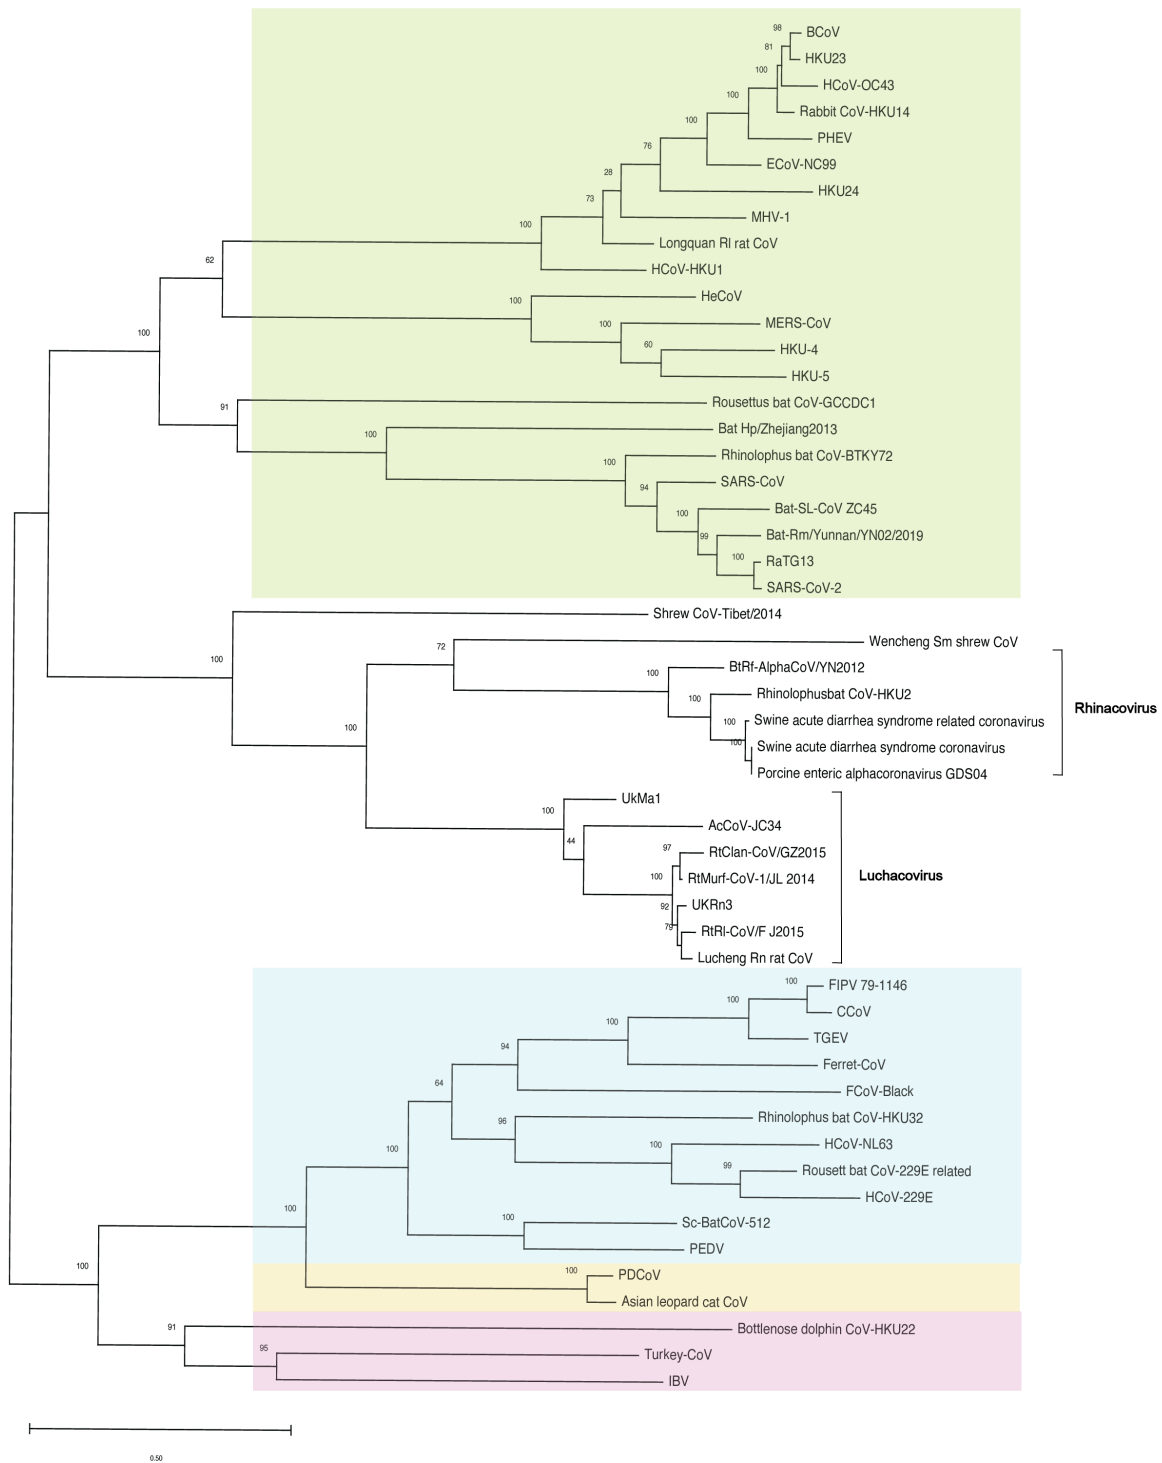 98
BCoV
81
HKU23
100
HCoV-OC43
100
Rabbit CoV-HKU14
100
PHEV
76
ECoV-NC99
28
HKU24
73
MHV-1
100
Longquan Rl rat CoV
62
HCoV-HKU1
100
HeCoV
100
MERS-CoV
100
60
HKU-4
HKU-5
91
Rousettus bat CoV-GCCDC1
100
Bat Hp/Zhejiang2013
100
Rhinolophus bat CoV-BTKY72
94
SARS-CoV
100
Bat-SL-CoV ZC45
99
Bat-Rm/Yunnan/YN02/2019
100
RaTG13
SARS-CoV-2
100
Shrew CoV-Tibet/2014
72
Wencheng Sm shrew CoV
100
BtRf-AlphaCoV/YN2012
100
Rhinolophusbat CoV-HKU2
Rhinacovirus
100
Swine acute diarrhea syndrome related coronavirus
100
100
Swine acute diarrhea syndrome coronavirus
Porcine enteric alphacoronavirus GDS04
100
UkMa1
44
AcCoV-JC34
97
RtClan-CoV/GZ2015
100
RtMurf-CoV-1/JL 2014
Luchacovirus
92
UKRn3
79
RtRl-CoV/F J2015
Lucheng Rn rat CoV
100
FIPV 79-1146
100
CCoV
100
TGEV
94
Ferret-CoV
64
FCoV-Black
96
Rhinolophus bat CoV-HKU32
100
100
HCoV-NL63
99
Rousett bat CoV-229E related
HCoV-229E
100
100
Sc-BatCoV-512
PEDV
100
100
PDCoV
Asian leopard cat CoV
91
Bottlenose dolphin CoV-HKU22
95
Turkey-CoV
IBV
0.50